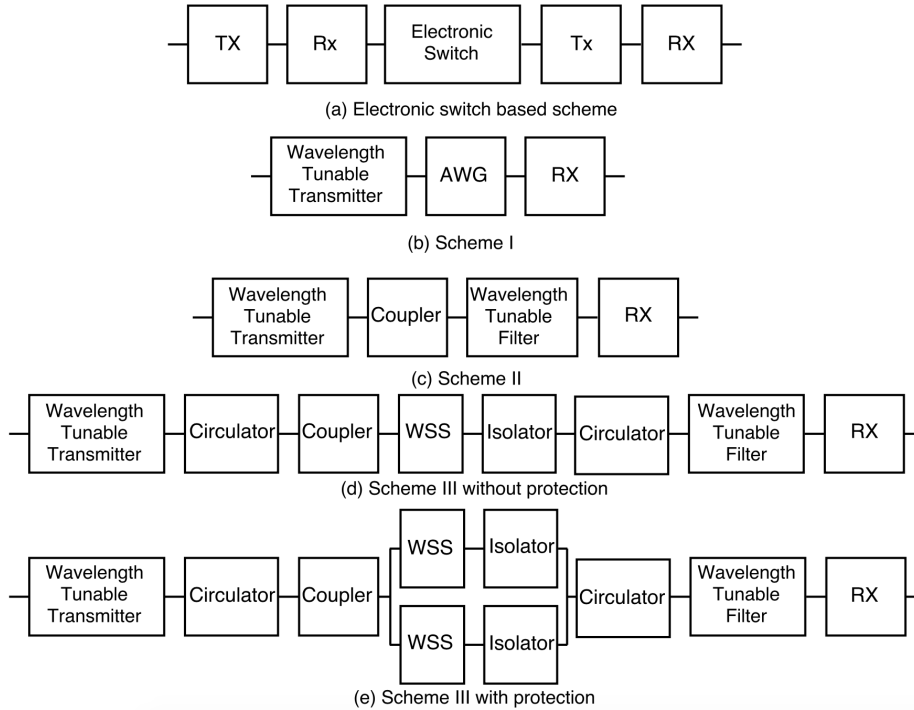 TX
Rx
Electronic
Switch
Tx
RX
(a) Electronic switch based scheme
Wavelength
Tunable
Transmitter
AWG
RX
(b) Scheme I
Wavelength
Tunable
Transmitter
Coupler
Wavelength
Tunable
Filter
RX
(c) Scheme II
Wavelength
Tunable
Transmitter
Circulator
Coupler
WSS
Isolator
Circulator
Wavelength
Tunable
Filter
RX
(d) Scheme III without protection
Wavelength
Tunable
Transmitter
Circulator
Coupler
WSS
Isolator
WSS
Isolator
Circulator
Wavelength
Tunable
Filter
RX
(e) Scheme III with protection